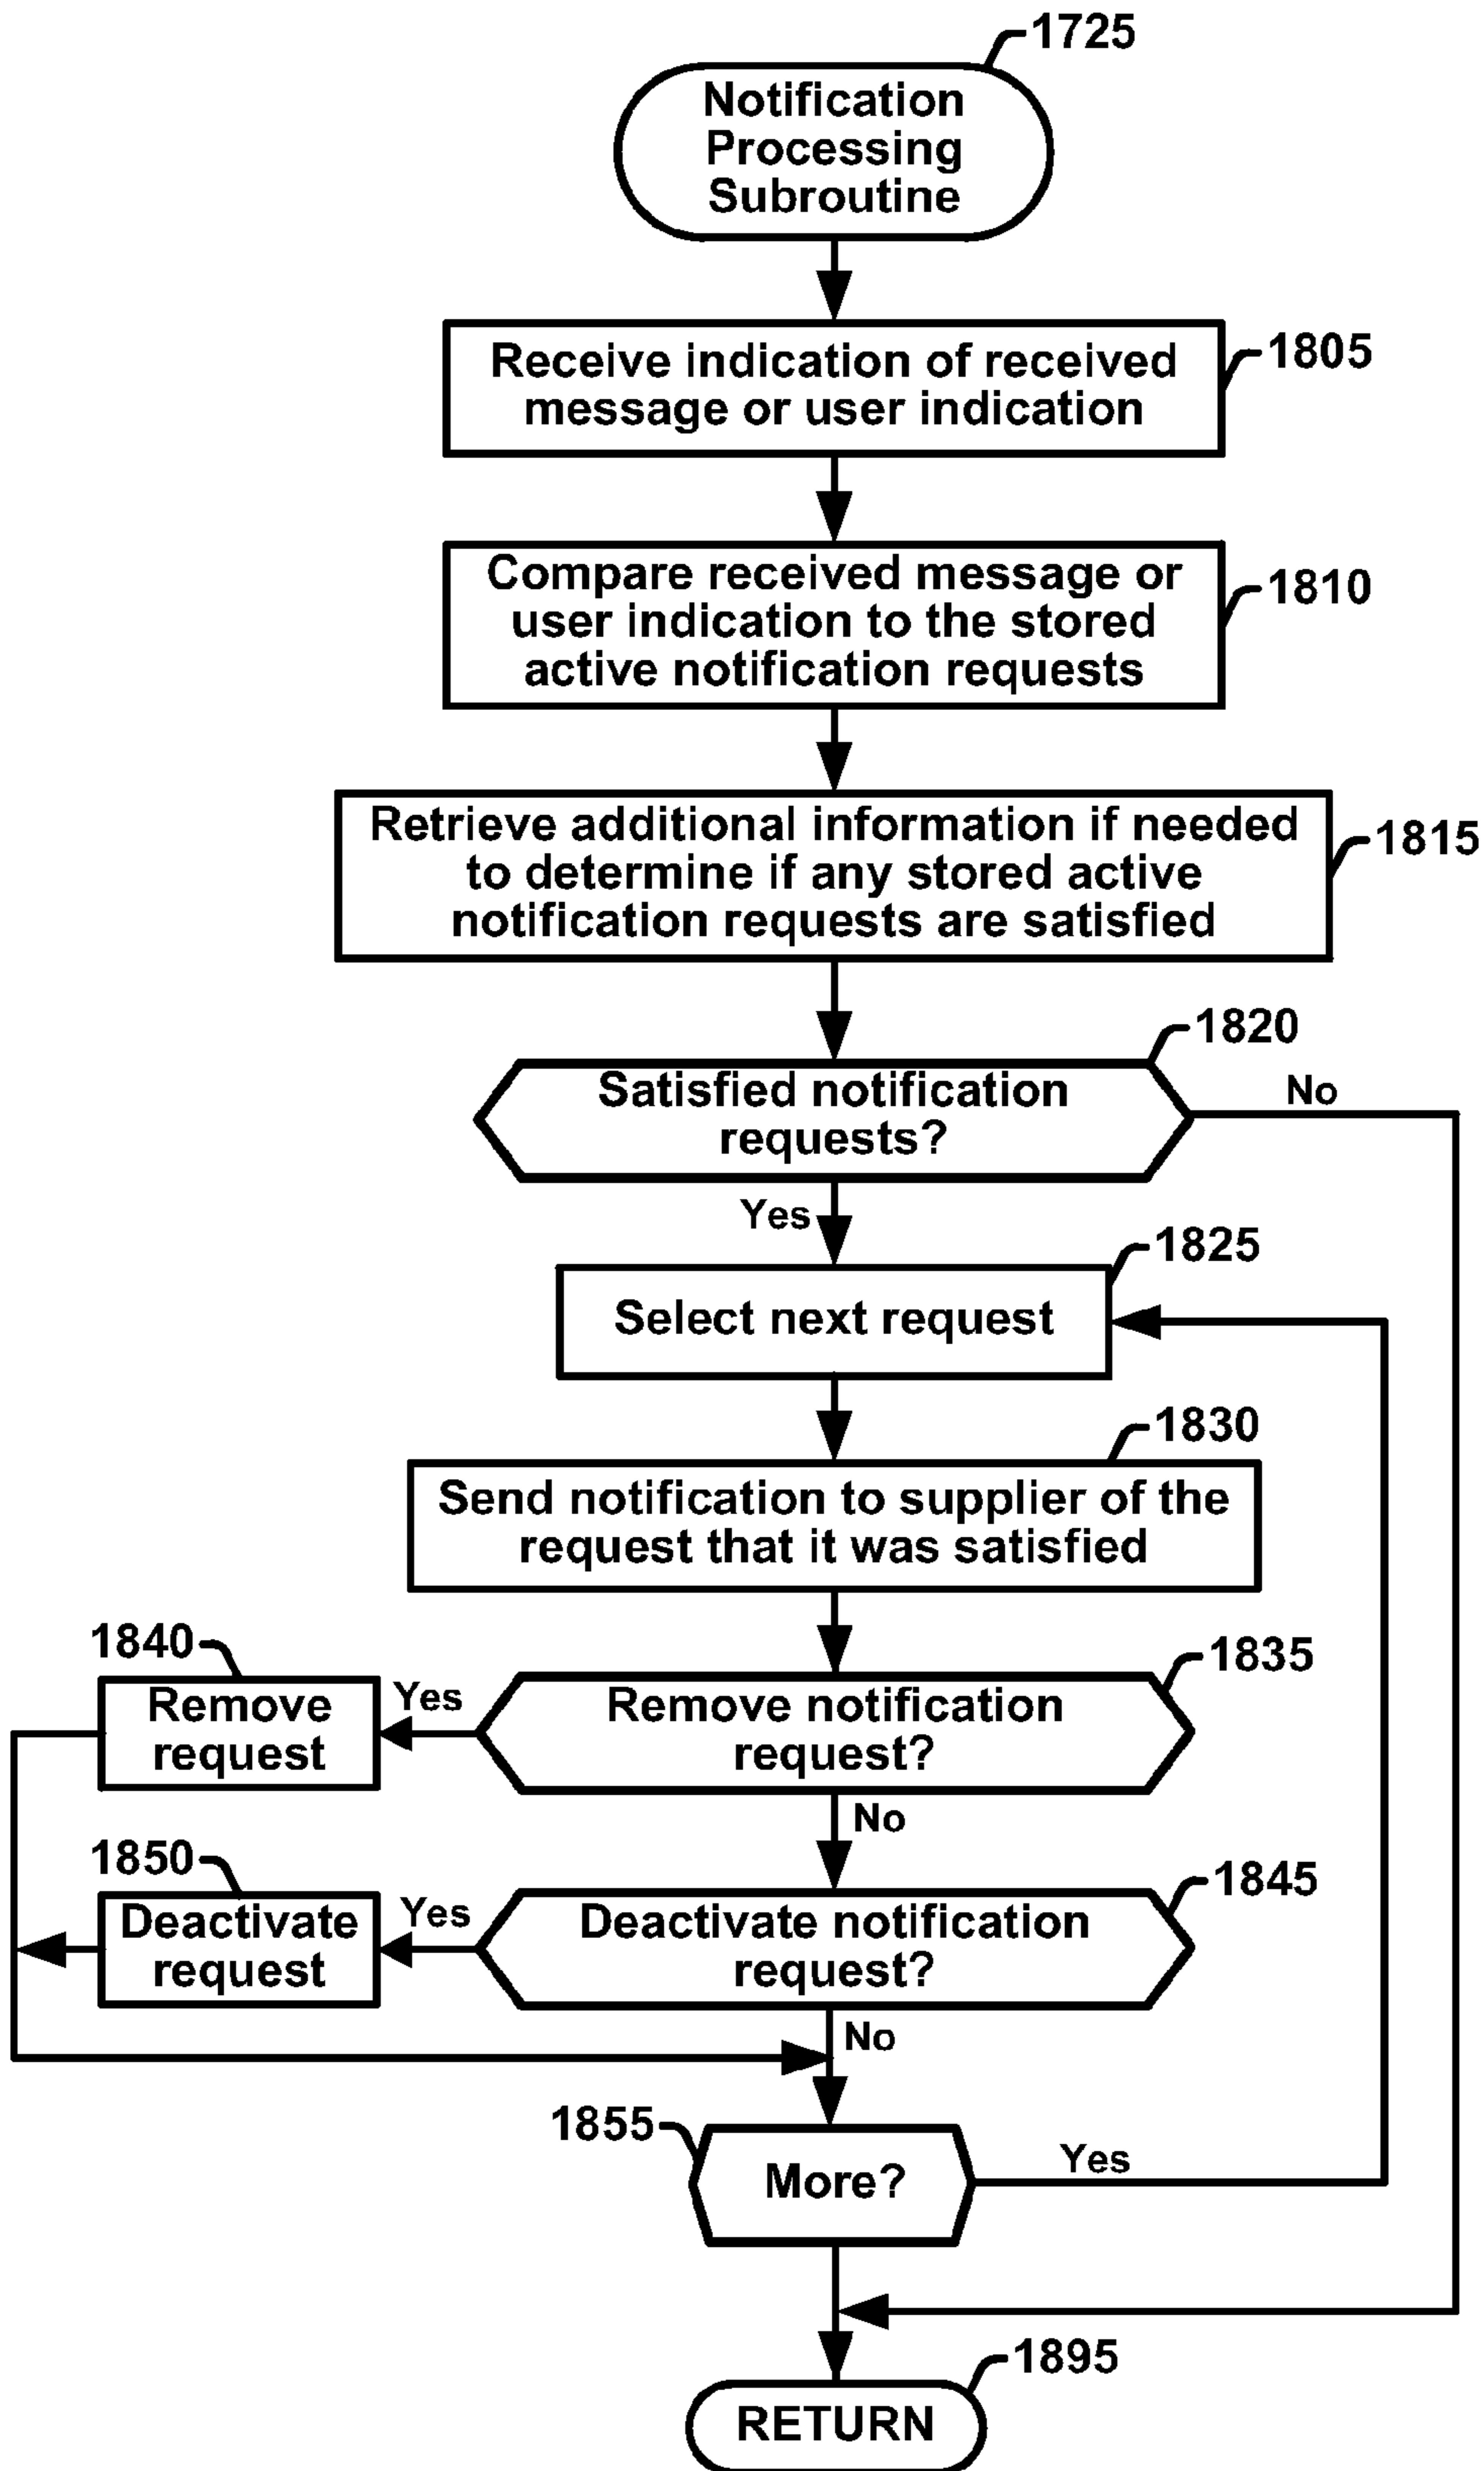 1725
Notification
Processing
Subroutine
1805
Receive indication of received
message or user indication
1810
Compare received message or
user indication to the stored
active notification requests
1815
Retrieve additional information if needed
to determine if any stored active
notification requests are satisfied
1820
Satisfied notification
requests?
No
Yes
1825
Select next request
1830
Send notification to supplier of the
request that it was satisfied
1835
Remove notification
request?
Yes
1840
Remove
request
No
1845
Deactivate notification
request?
Yes
1850
Deactivate
request
No
1855
More?
Yes
1895
RETURN